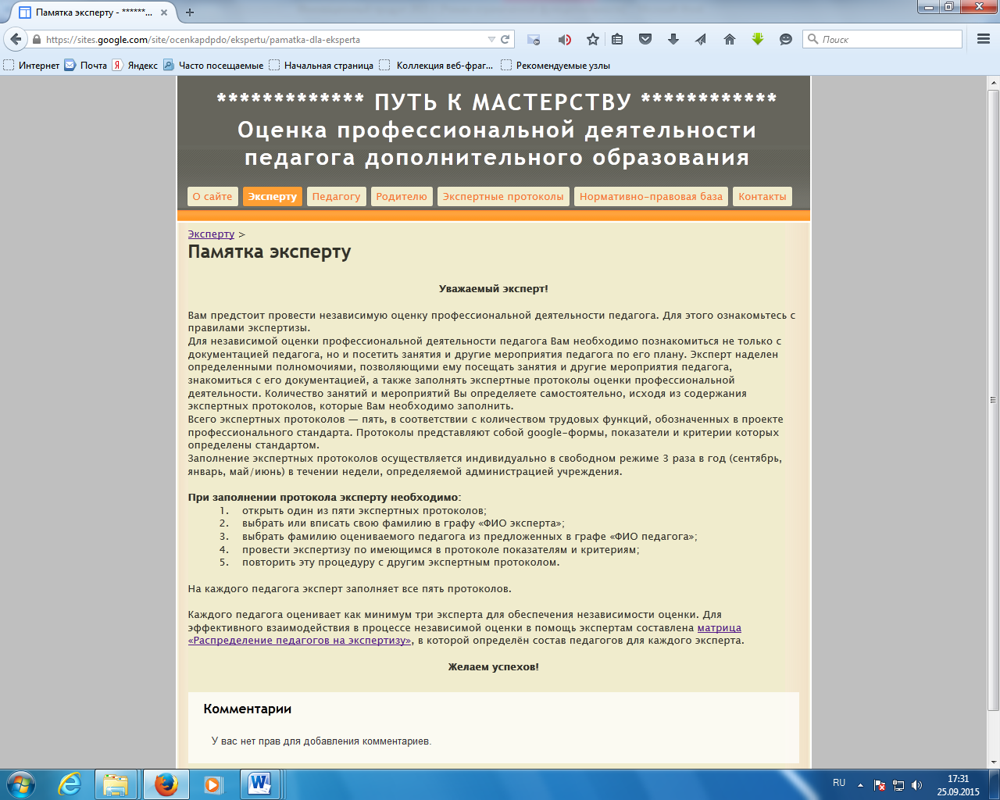 Памятка эксперту - ******...
https://sites.google.com/site/ocenkapdpdo/ekspertu/pamatka-dla-eksperta
Поиск
Интернет Почта Яндекс Часто посещаемые Начальная страница Коллекция веб-фраг... Рекомендуемые узлы
************* ПУТЬ К МАСТЕРСТВУ ************
Оценка профессиональной деятельности
педагога дополнительного образования
О сайте Эксперту Педагогу Родителю Экспертные протоколы Нормативно-правовая база Контакты
Эксперту >
Памятка эксперту
Уважаемый эксперт!
Вам предстоит провести независимую оценку профессиональной деятельности педагога. Для этого ознакомьтесь с
правилами экспертизы.
Для независимой оценки профессиональной деятельности педагога Вам необходимо познакомиться не только с
документацией педагога, но и посетить занятия и другие мероприятия педагога по его плану. Эксперт наделен
определенными полномочиями, позволяющими ему посещать занятия и другие мероприятия педагога,
знакомиться с его документацией, а также заполнять экспертные протоколы оценки профессиональной
деятельности. Количество занятий и мероприятий Вы определяете самостоятельно, исходя из содержания
экспертных протоколов, которые Вам необходимо заполнить.
Всего экспертных протоколов — пять, в соответствии с количеством трудовых функций, обозначенных в проекте
профессионального стандарта. Протоколы представляют собой google-формы, показатели и критерии которых
определены стандартом.
Заполнение экспертных протоколов осуществляется индивидуально в свободном режиме 3 раза в год (сентябрь,
январь, май/июнь) в течении недели, определяемой администрацией учреждения.
При заполнении протокола эксперту необходимо:
1. открыть один из пяти экспертных протоколов;
2. выбрать или вписать свою фамилию в графу «ФИО эксперта»;
3. выбрать фамилию оцениваемого педагога из предложенных в графе «ФИО педагога»;
4. провести экспертизу по имеющимся в протоколе показателям и критериям;
5. повторить эту процедуру с другим экспертным протоколом.
На каждого педагога эксперт заполняет все пять протоколов.
Каждого педагога оценивает как минимум три эксперта для обеспечения независимости оценки. Для
эффективного взаимодействия в процессе независимой оценки в помощь экспертам составлена матрица
«Распределение педагогов на экспертизу», в которой определён состав педагогов для каждого эксперта.
Желаем успехов!
Комментарии
У вас нет прав для добавления комментариев.
RU
17:31
25.09.2015